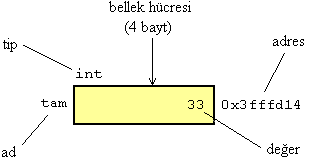 bellek hücresi
(4 bayt)
tip
adres
int
tam
33
0x3fffd14
ad
değer